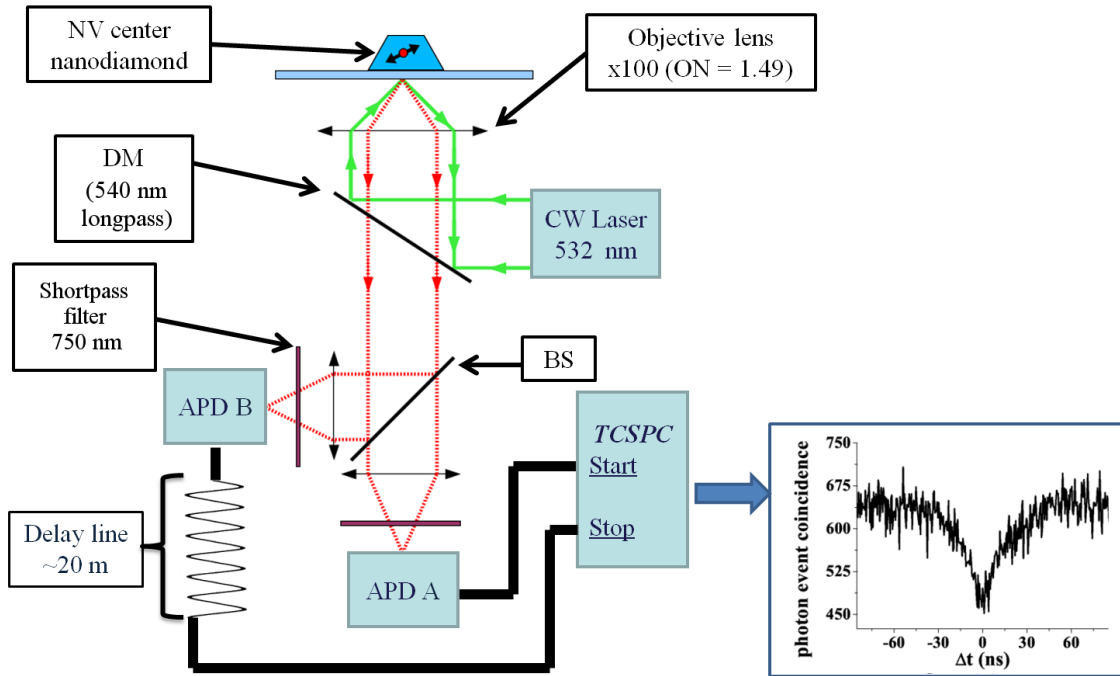 NV center
nanodiamond
Objective lens
x100 (ON = 1.49)
DM
(540 nm
longpass)
CW Laser
532 nm
Shortpass
filter
750 nm
BS
APD B
TCSPC
Start
Stop
Delay line
~20 m
APD A
photon event coincidence
750
675
600
525
450
-60
-30
0
30
60
Δt (ns)